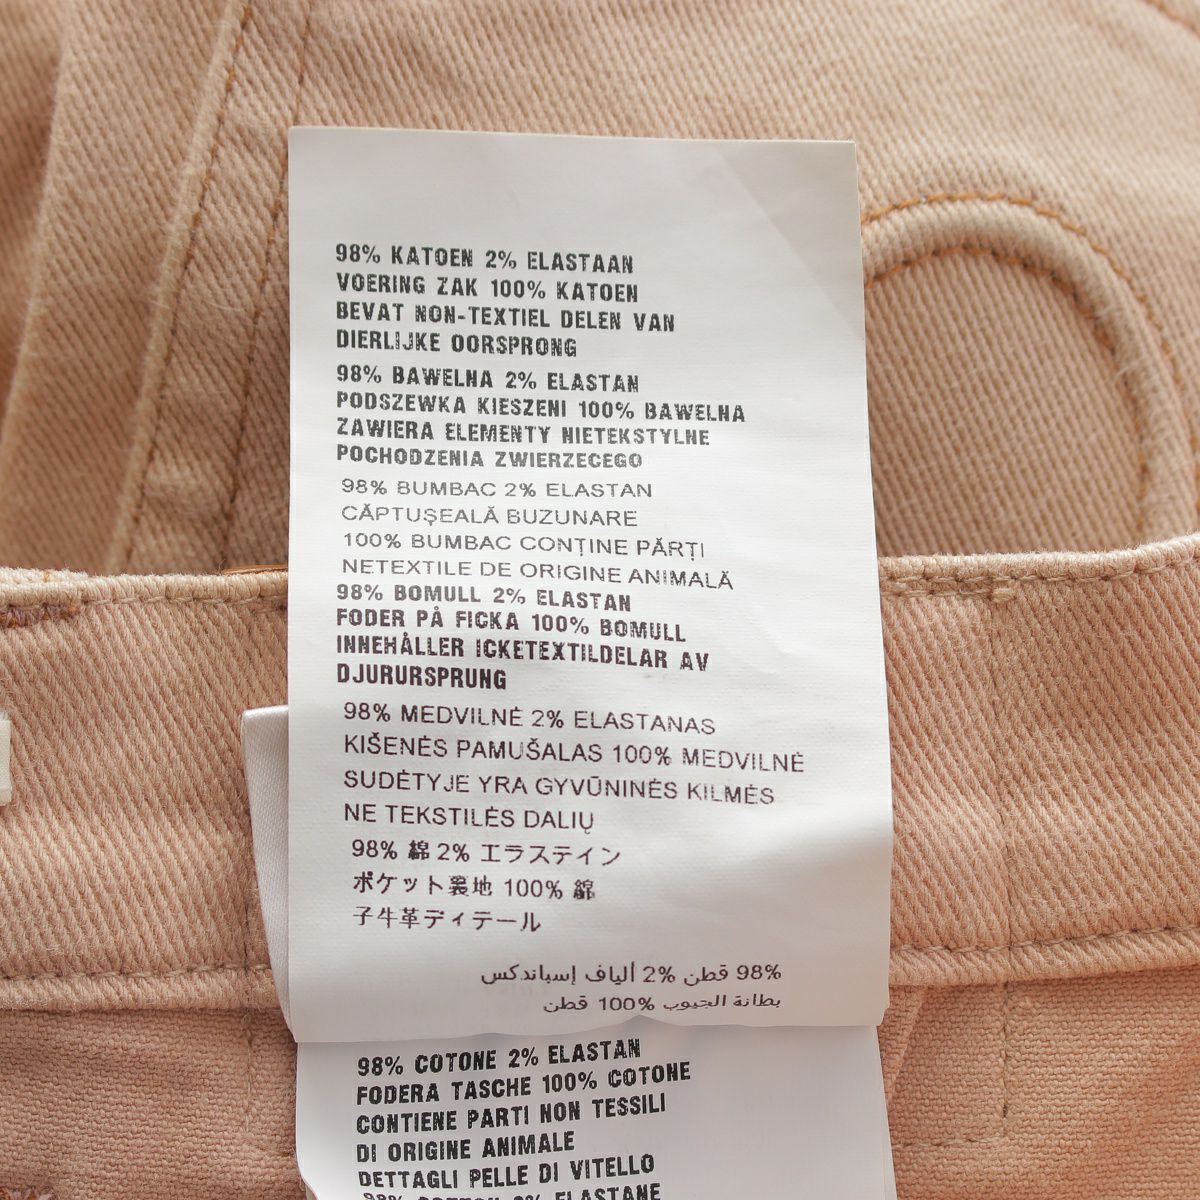 98% KATOEN 2% ELASTAAN
VOERING ZAK 100% KATOEN
BEVAT NON-TEXTIEL DELEN VAN
DIERLIJKE OORSPRONG
98% BAWELNA 2% ELASTAN
PODSZEWKA KIESZENI 100% BAWELNA
ZAWIERA ELEMENTY NIETEKSTYLNE
POCHODZENIA ZWIERZECEGO
98% BUMBAC 2% ELASTAN
CĂPTUȘEALĂ BUZUNARE
100% BUMBAC CONȚINE PĂRȚI
NETEXTILE DE ORIGINE ANIMALĂ
98% BOMULL 2% ELASTAN
FODER PÅ FICKA 100% BOMULL
INNEHÅLLER ICKETEXTILDELAR AV
DJURURSPRUNG
98% MEDVILNĖ 2% ELASTANAS
KIŠENĖS PAMUŠALAS 100% MEDVILNĖ
SUDĖTYJE YRA GYVŪNINĖS KILMĖS
NE TEKSTILĖS DALIŲ
98% 綿 2% エラステイン
ポケット裏地 100% 綿
子牛革ディテール
98% قطن 2% ألياف إسباندكس
بطانة الجيوب 100% قطن
98% COTONE 2% ELASTAN
FODERA TASCHE 100% COTONE
CONTIENE PARTI NON TESSILI
DI ORIGINE ANIMALE
DETTAGLI PELLE DI VITELLO
98% COTTON 2% ELASTANE